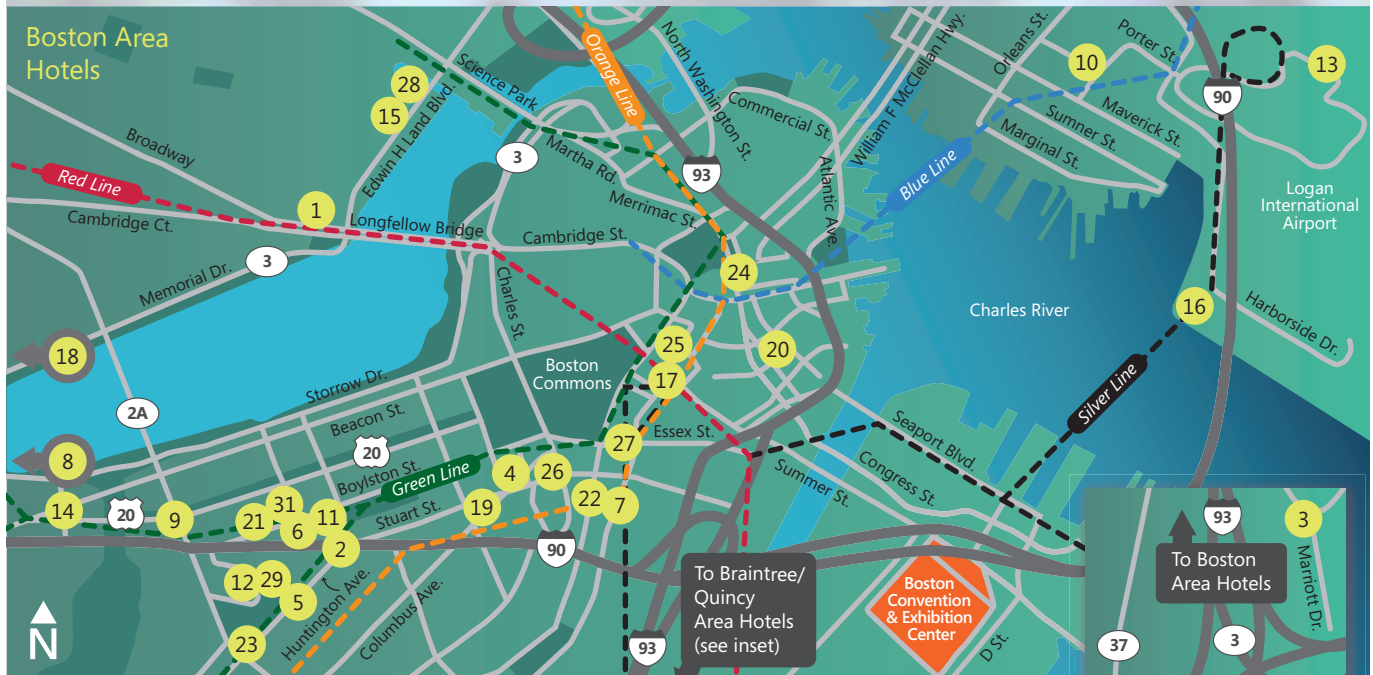 Boston Area
Hotels
Broadway
Red Line
Cambridge Ct.
Memorial Dr.
3
1
Longfellow Bridge
15
28
Edwin H Land Blvd.
Science Park
3
Martha Rd.
Merrimac St.
Orange Line
North Washington St.
93
Commercial St.
Atlantic Ave.
William F McClellan Hwy.
Blue Line
Orleans St.
10
Porter St.
Maverick St.
Sumner St.
Marginal St.
90
13
Logan
International
Airport
16
Harborside Dr.
Charles River
Silver Line
Cambridge St.
Charles St.
24
25
20
17
Boston
Commons
18
2A
8
Storrow Dr.
Beacon St.
20
Boylston St.
Green Line
Essex St.
27
4
26
22
7
19
Stuart St.
14
20
9
21
31
6
11
2
12
29
5
23
Huntington Ave.
Columbus Ave.
90
Summer St.
Congress St.
Seaport Blvd.
Boston
Convention
& Exhibition
Center
D St.
To Braintree/
Quincy
Area Hotels
(see inset)
93
N
93
To Boston
Area Hotels
3
Marriott Dr.
37
3